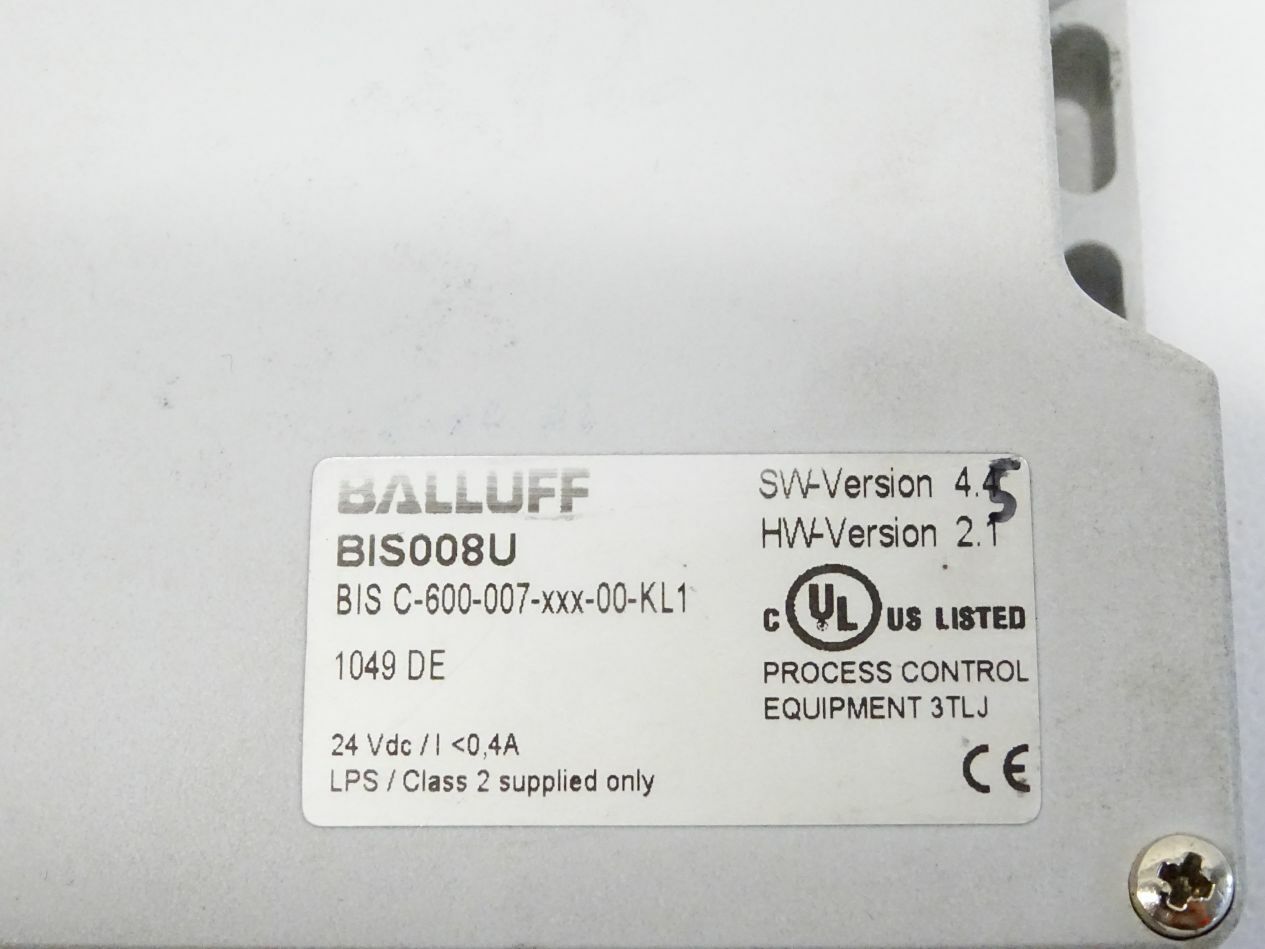 BALLUFF
BIS008U
BIS C-600-007-xxx-00-KL1
1049 DE
24 Vdc / I <0,4A
LPS / Class 2 supplied only
SW-Version 4.5
HW-Version 2.1
C UL US LISTED
PROCESS CONTROL
EQUIPMENT 3TLJ
CE